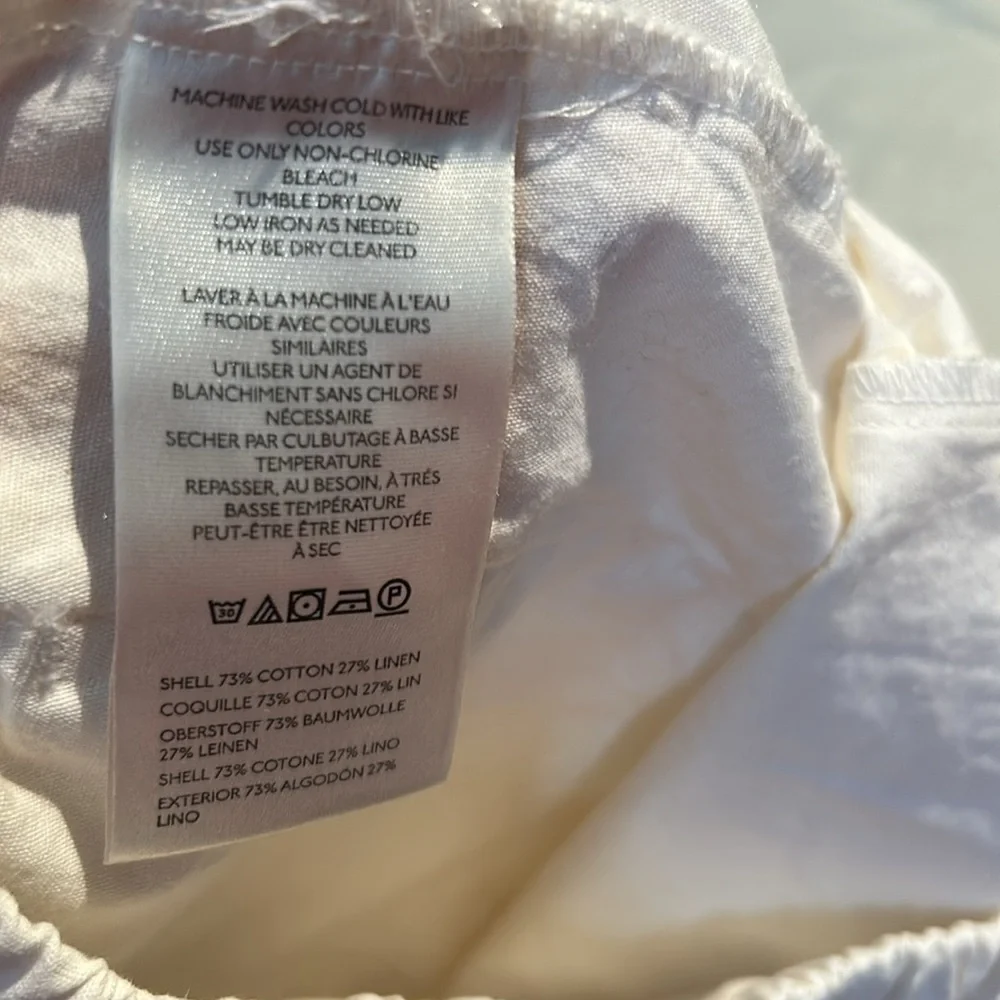 MACHINE WASH COLD WITH LIKE
COLORS
USE ONLY NON-CHLORINE
BLEACH
TUMBLE DRY LOW
LOW IRON AS NEEDED
MAY BE DRY CLEANED
LAVER À LA MACHINE À L'EAU
FROIDE AVEC COULEURS
SIMILAIRES
UTILISER UN AGENT DE
BLANCHIMENT SANS CHLORE SI
NÉCESSAIRE
SECHER PAR CULBUTAGE À BASSE
TEMPERATURE
REPASSER, AU BESOIN, À TRÉS
BASSE TEMPÉRATURE
PEUT-ÊTRE ÊTRE NETTOYÉE
À SEC
30 P
SHELL 73% COTTON 27% LINEN
COQUILLE 73% COTON 27% LIN
OBERSTOFF 73% BAUMWOLLE
27% LEINEN
SHELL 73% COTONE 27% LINO
EXTERIOR 73% ALGODÓN 27%
LINO